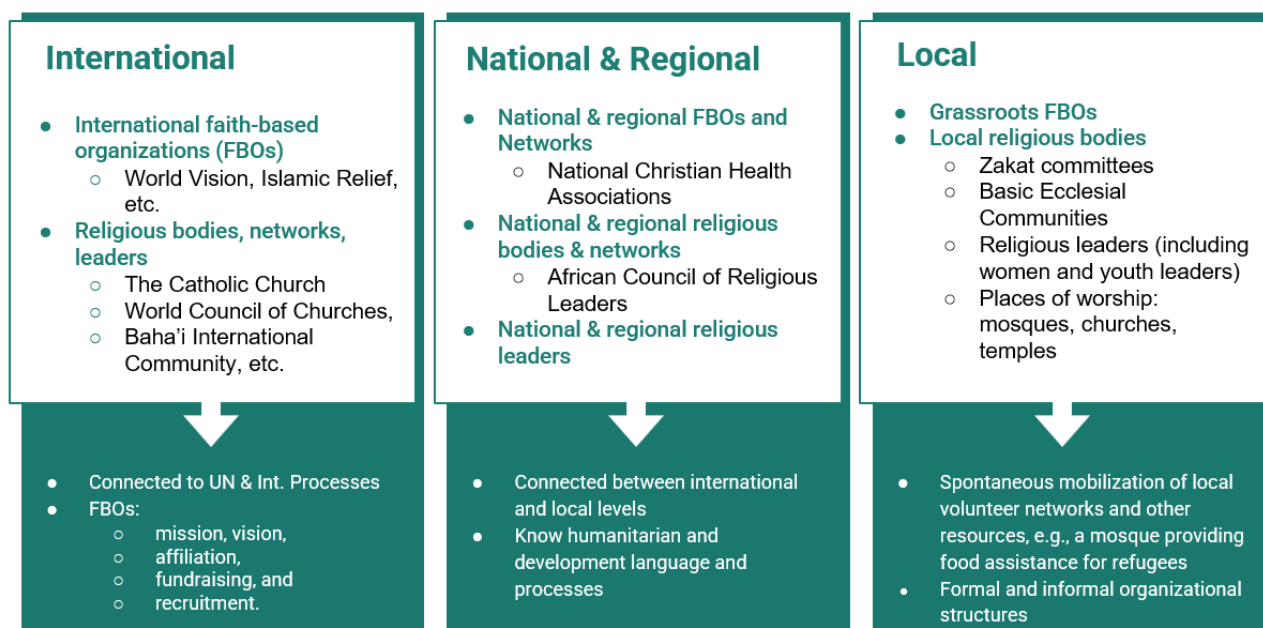 International
● International faith-based
organizations (FBOs)
○ World Vision, Islamic Relief,
etc.
● Religious bodies, networks,
leaders
○ The Catholic Church
○ World Council of Churches,
○ Baha’i International
Community, etc.
● Connected to UN & Int. Processes
● FBOs:
○ mission, vision,
○ affiliation,
○ fundraising, and
○ recruitment.
National & Regional
● National & regional FBOs and
Networks
○ National Christian Health
Associations
● National & regional religious
bodies & networks
○ African Council of Religious
Leaders
● National & regional religious
leaders
● Connected between international
and local levels
● Know humanitarian and
development language and
processes
Local
● Grassroots FBOs
● Local religious bodies
○ Zakat committees
○ Basic Ecclesial
Communities
○ Religious leaders (including
women and youth leaders)
○ Places of worship:
mosques, churches,
temples
● Spontaneous mobilization of local
volunteer networks and other
resources, e.g., a mosque providing
food assistance for refugees
● Formal and informal organizational
structures